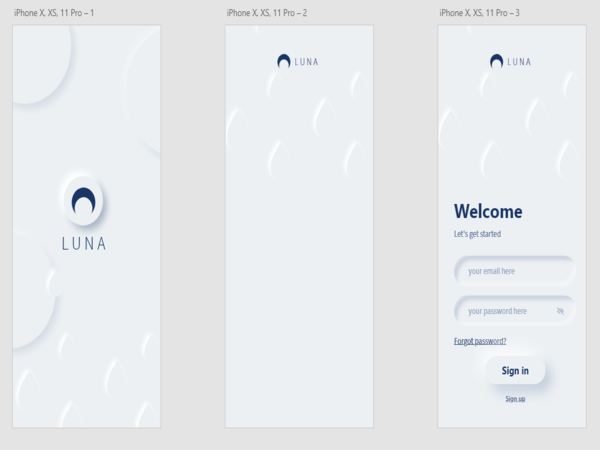 iPhone X, XS, 11 Pro – 1
LUNA
iPhone X, XS, 11 Pro – 2
LUNA
iPhone X, XS, 11 Pro – 3
LUNA
Welcome
Let's get started
your email here
your password here
Forgot password?
Sign in
Sign up